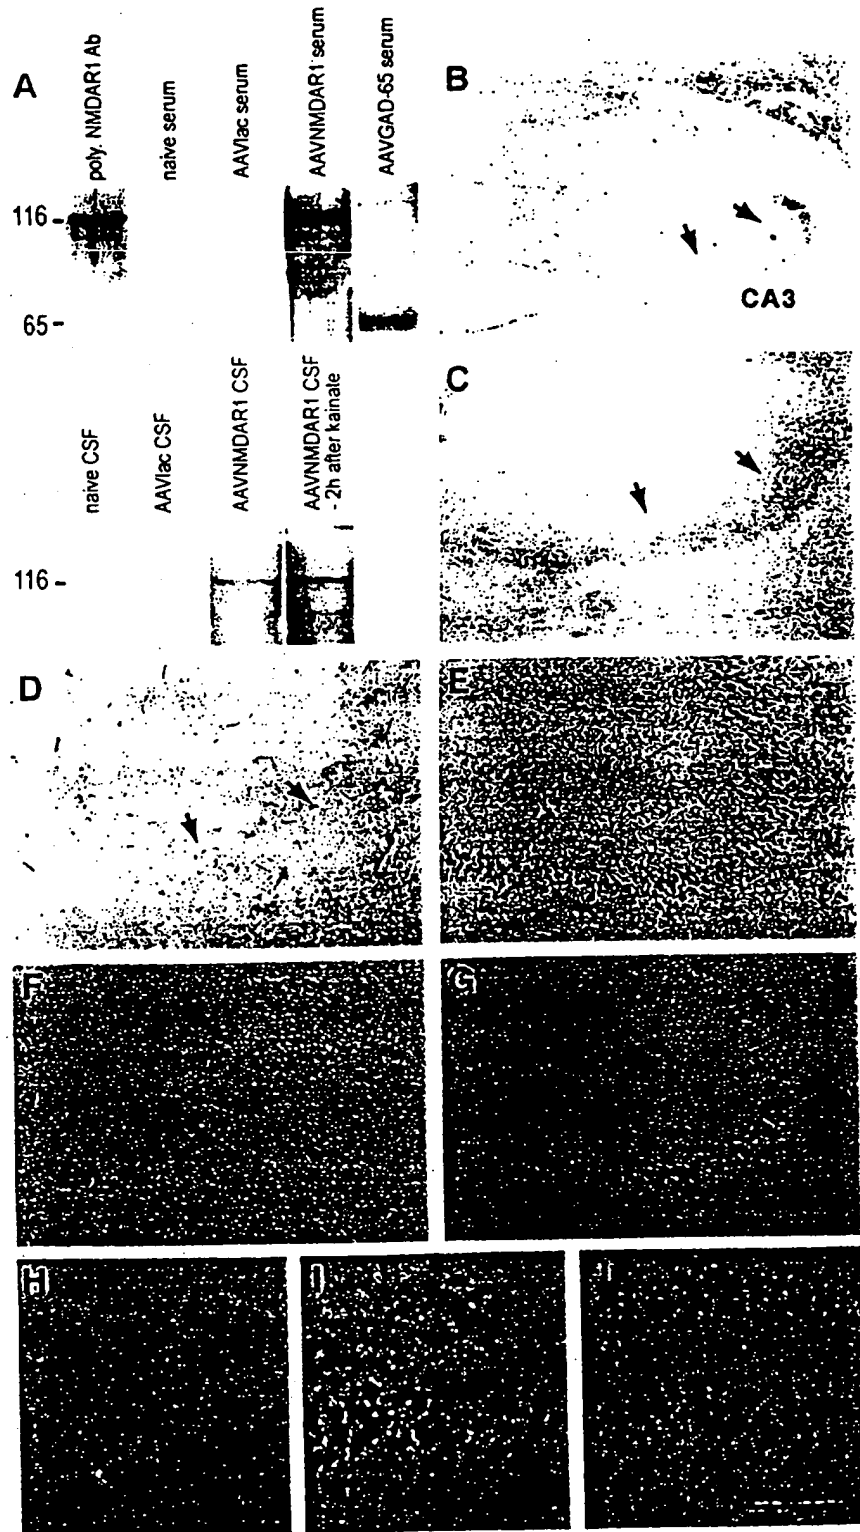 A
poly. NMDAR1 Ab
naive serum
AAVlac serum
AAVNMDAR1 serum
AAVGAD-65 serum
116
65
naive CSF
AAVlac CSF
AAVNMDAR1 CSF
AAVNMDAR1 CSF
- 2h after kainate
116
B
CA3
C
D
E
F
G
H
I
J